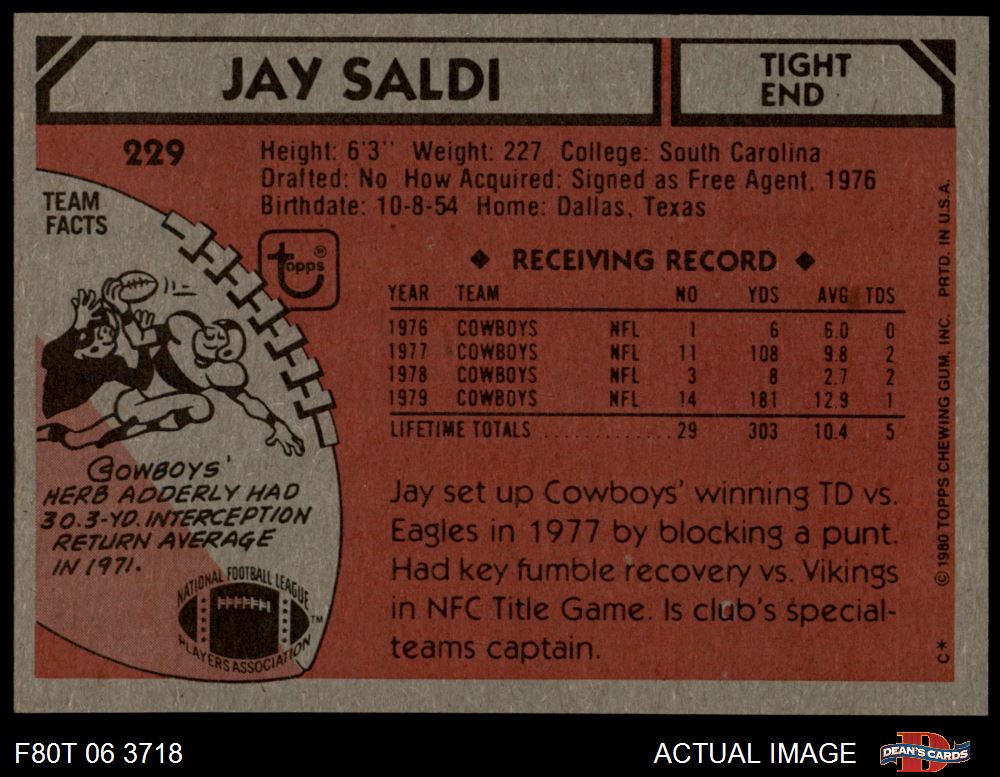 JAY SALDI
TIGHT
END
229
Height: 6'3" Weight: 227 College: South Carolina
Drafted: No How Acquired: Signed as Free Agent, 1976
Birthdate: 10-8-54 Home: Dallas, Texas
TEAM
FACTS
topps®
◆ RECEIVING RECORD ◆
YEAR TEAM NO YDS AVG TDS
1976 COWBOYS NFL 1 6 6.0 0
1977 COWBOYS NFL 11 108 9.8 2
1978 COWBOYS NFL 3 8 2.7 2
1979 COWBOYS NFL 14 181 12.9 1
LIFETIME TOTALS ............ 29 303 10.4 5
COWBOYS'
HERB ADDERLY HAD
30.3-YD. INTERCEPTION
RETURN AVERAGE
IN 1971.
NATIONAL FOOTBALL LEAGUE
PLAYERS ASSOCIATION
TM
Jay set up Cowboys' winning TD vs.
Eagles in 1977 by blocking a punt.
Had key fumble recovery vs. Vikings
in NFC Title Game. Is club's special-
teams captain.
C* © 1980 TOPPS CHEWING GUM, INC. PRTD. IN U.S.A.
F80T 06 3718
ACTUAL IMAGE
D
DEAN'S CARDS